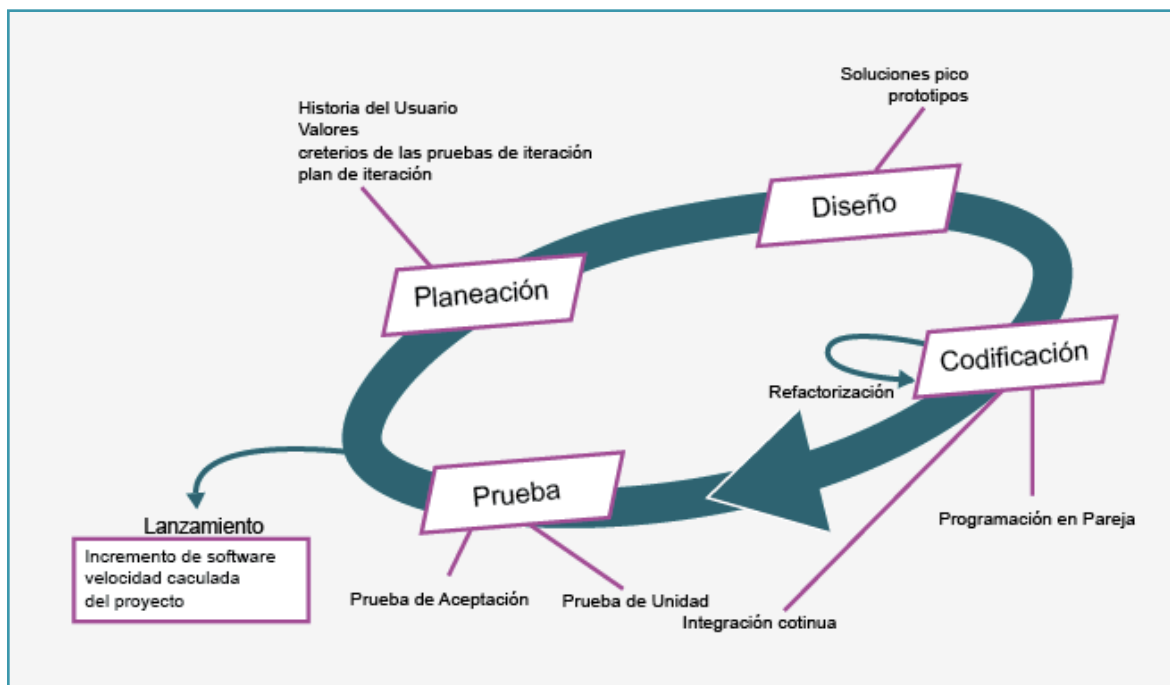 Soluciones pico
prototipos
Historia del Usuario
Valores
creterios de las pruebas de iteración
plan de iteración
Diseño
Planeación
Codificación
Refactorización
Prueba
Lanzamiento
Incremento de software
velocidad caculada
del proyecto
Programación en Pareja
Prueba de Aceptación
Prueba de Unidad
Integración cotinua